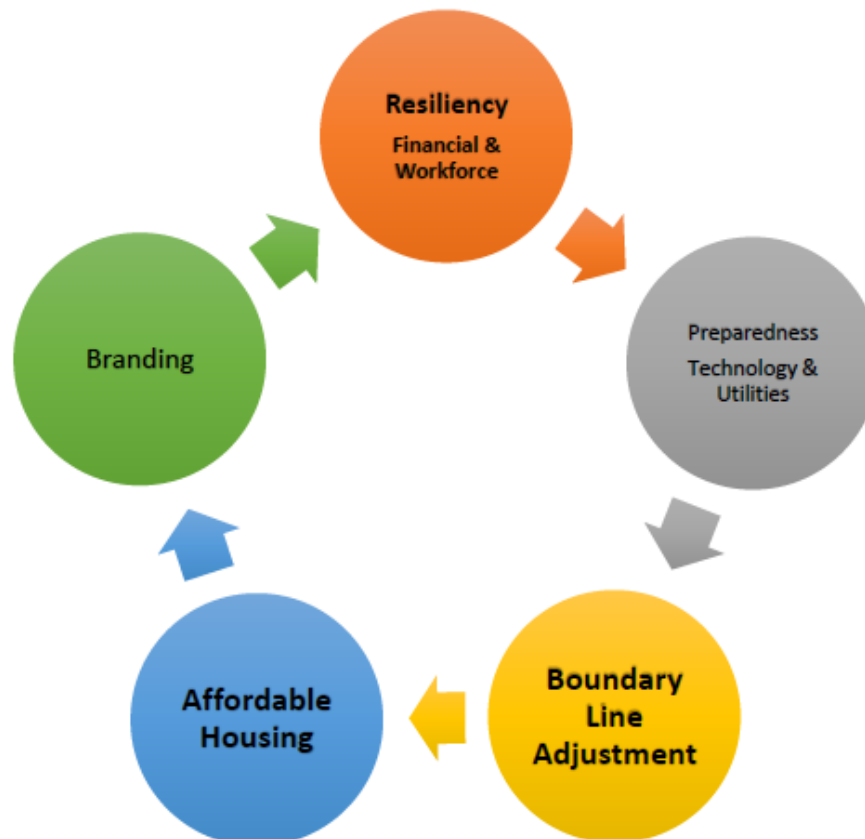 Resiliency
Financial &
Workforce
Preparedness
Technology &
Utilities
Boundary
Line
Adjustment
Affordable
Housing
Branding